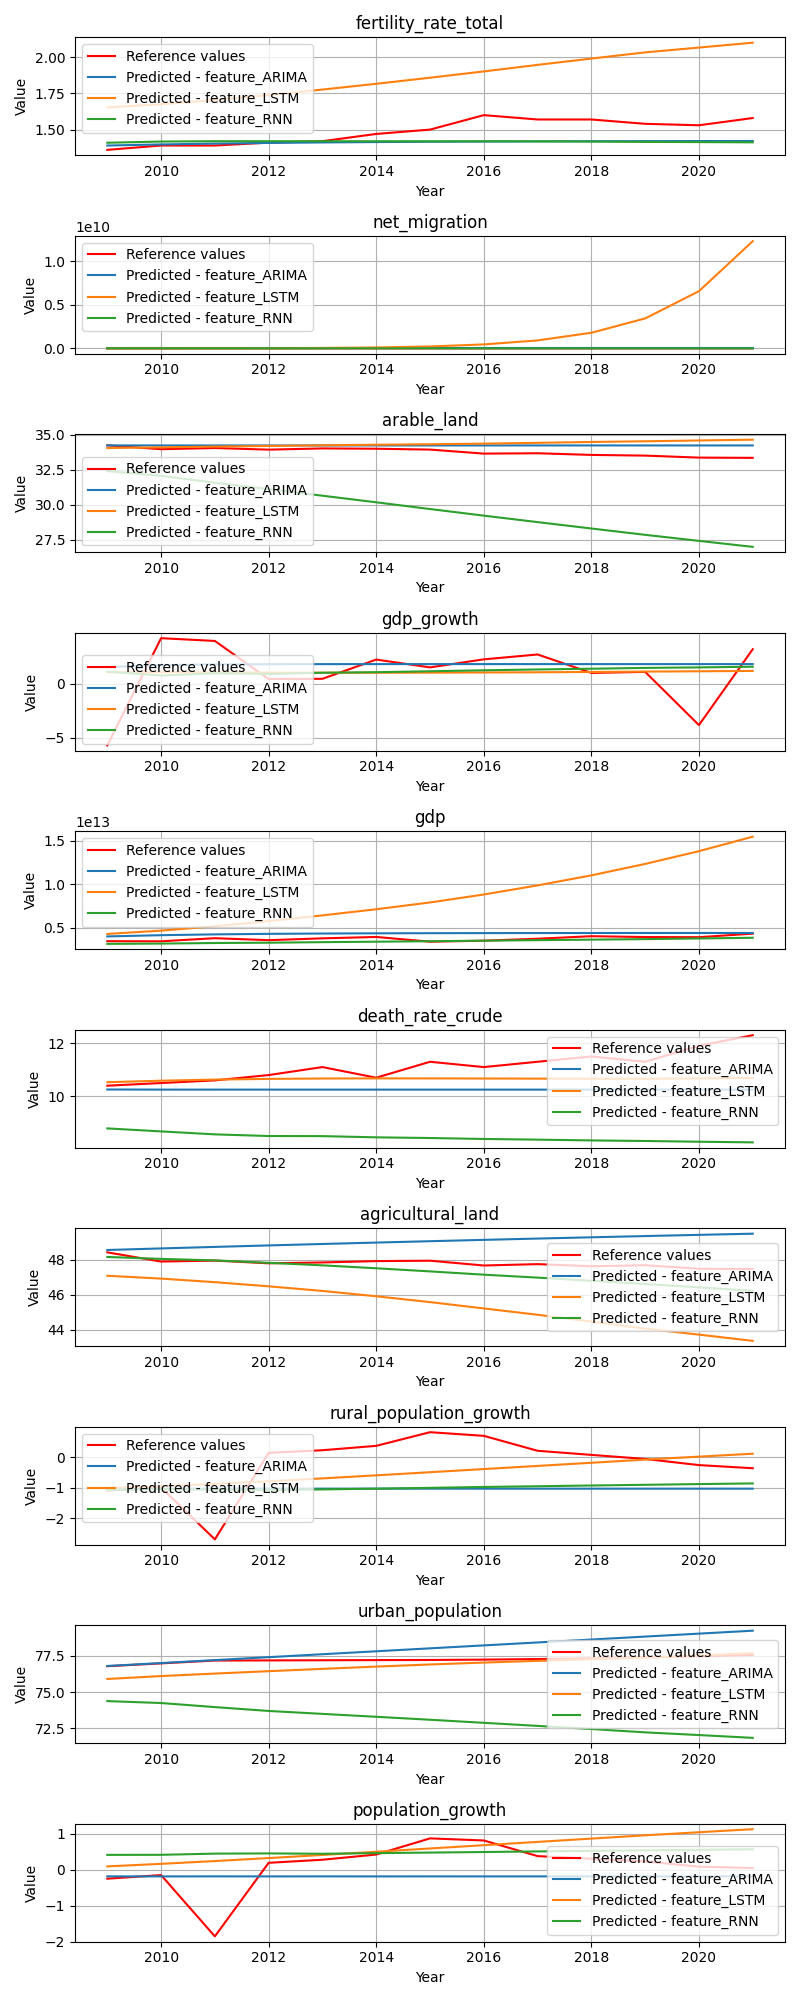 fertility_rate_total
2.00
1.75
1.50
Value
Reference values
Predicted - feature_ARIMA
Predicted - feature_LSTM
Predicted - feature_RNN
2010 2012 2014 2016 2018 2020
Year
net_migration
1e10
1.0
0.5
0.0
Value
Reference values
Predicted - feature_ARIMA
Predicted - feature_LSTM
Predicted - feature_RNN
2010 2012 2014 2016 2018 2020
Year
arable_land
35.0
32.5
30.0
27.5
Value
Reference values
Predicted - feature_ARIMA
Predicted - feature_LSTM
Predicted - feature_RNN
2010 2012 2014 2016 2018 2020
Year
gdp_growth
0
−5
Value
Reference values
Predicted - feature_ARIMA
Predicted - feature_LSTM
Predicted - feature_RNN
2010 2012 2014 2016 2018 2020
Year
gdp
1e13
1.5
1.0
0.5
Value
Reference values
Predicted - feature_ARIMA
Predicted - feature_LSTM
Predicted - feature_RNN
2010 2012 2014 2016 2018 2020
Year
death_rate_crude
12
10
Value
Reference values
Predicted - feature_ARIMA
Predicted - feature_LSTM
Predicted - feature_RNN
2010 2012 2014 2016 2018 2020
Year
agricultural_land
48
46
44
Value
Reference values
Predicted - feature_ARIMA
Predicted - feature_LSTM
Predicted - feature_RNN
2010 2012 2014 2016 2018 2020
Year
rural_population_growth
0
−1
−2
Value
Reference values
Predicted - feature_ARIMA
Predicted - feature_LSTM
Predicted - feature_RNN
2010 2012 2014 2016 2018 2020
Year
urban_population
77.5
75.0
72.5
Value
Reference values
Predicted - feature_ARIMA
Predicted - feature_LSTM
Predicted - feature_RNN
2010 2012 2014 2016 2018 2020
Year
population_growth
1
0
−1
−2
Value
Reference values
Predicted - feature_ARIMA
Predicted - feature_LSTM
Predicted - feature_RNN
2010 2012 2014 2016 2018 2020
Year